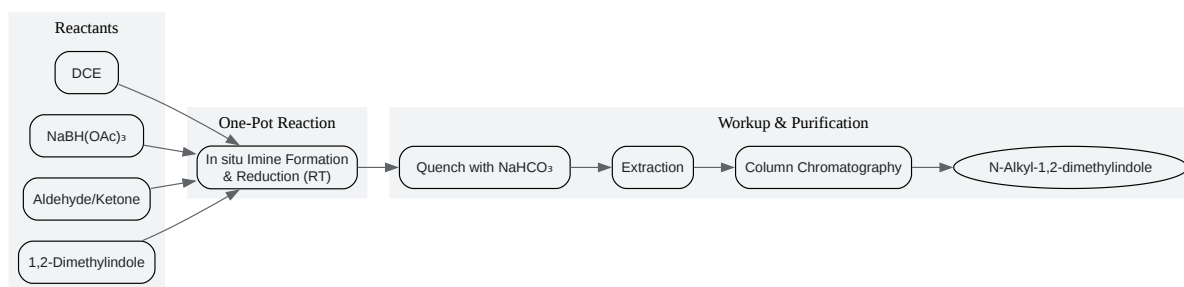 Reactants
DCE
NaBH(OAc)₃
Aldehyde/Ketone
1,2-Dimethylindole
One-Pot Reaction
In situ Imine Formation
& Reduction (RT)
Workup & Purification
Quench with NaHCO₃
Extraction
Column Chromatography
N-Alkyl-1,2-dimethylindole